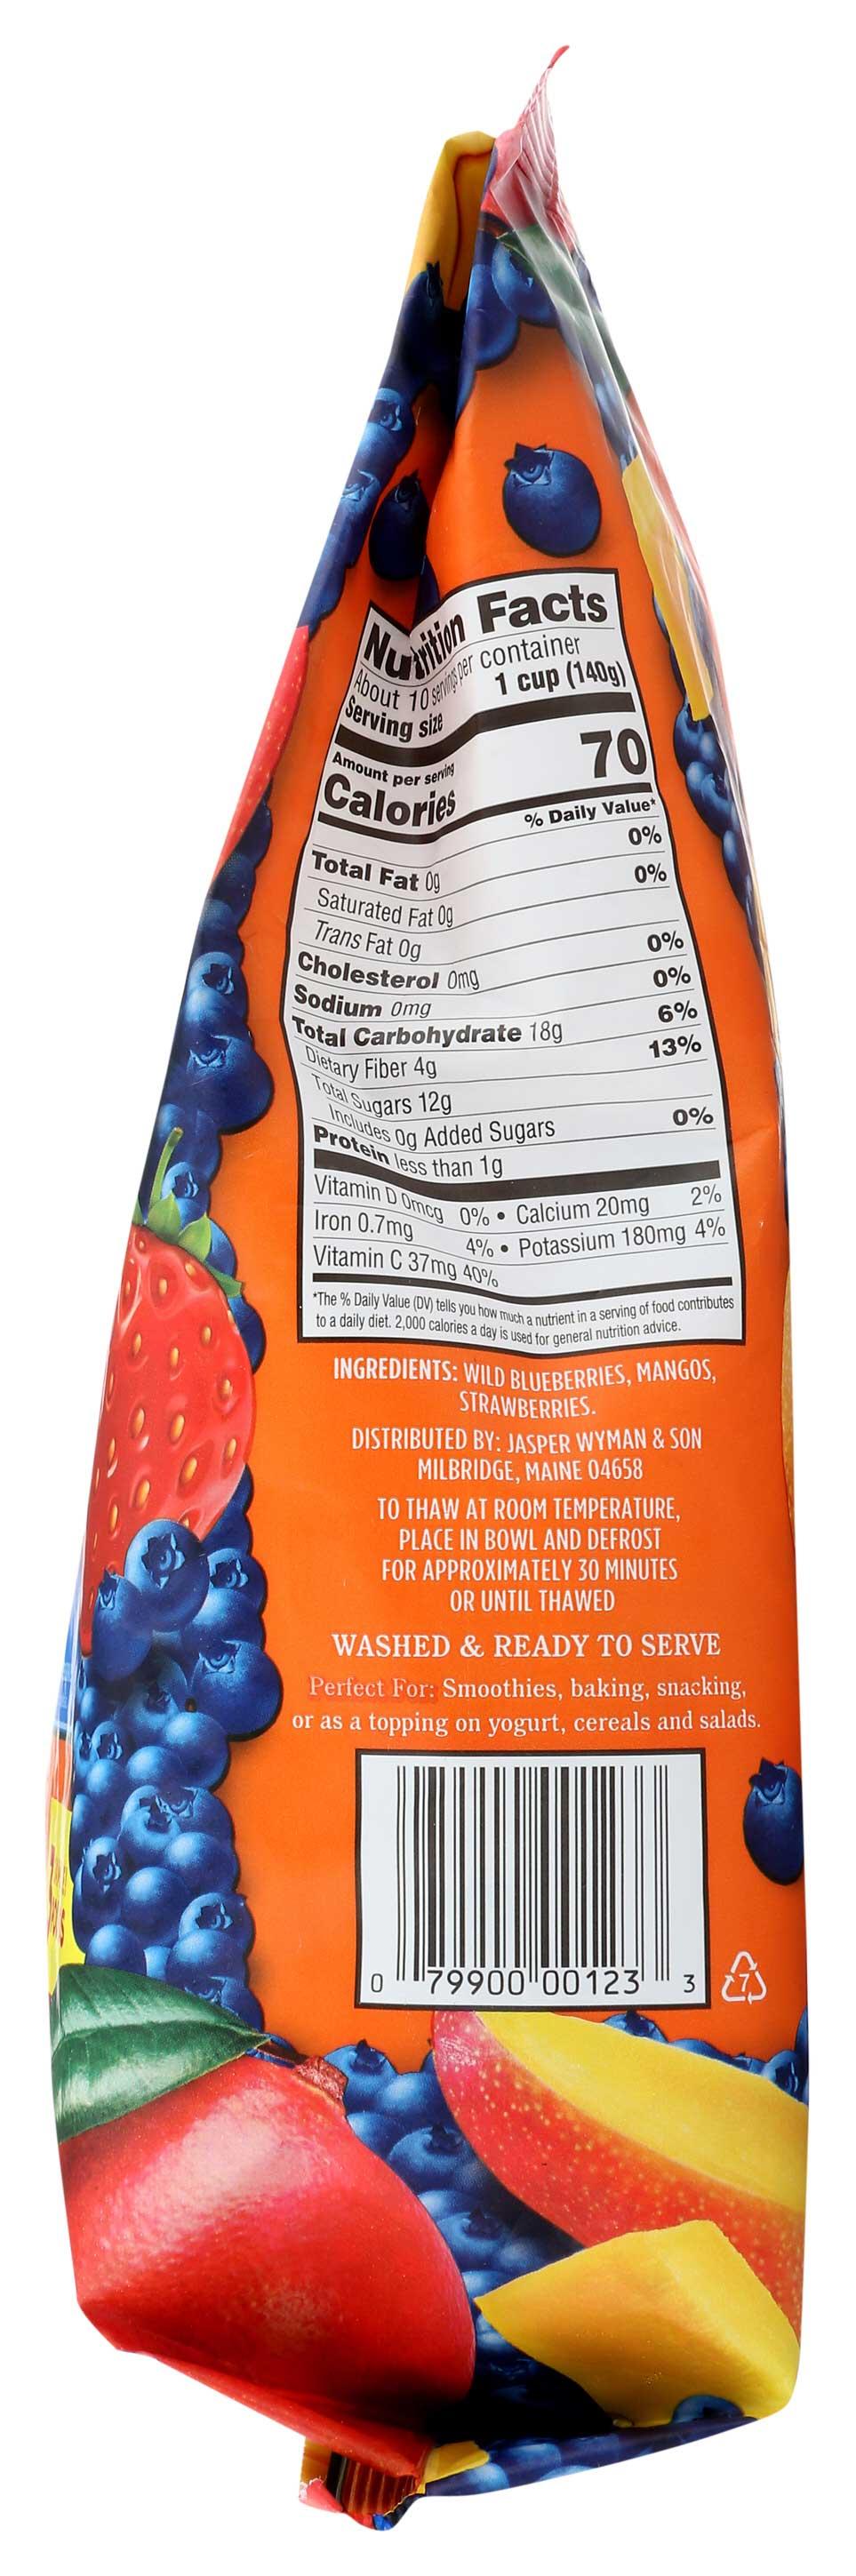 Nutrition Facts
About 10 servings per container
Serving size 1 cup (140g)
Amount per serving
Calories 70
% Daily Value*
Total Fat 0g 0%
Saturated Fat 0g 0%
Trans Fat 0g
Cholesterol 0mg 0%
Sodium 0mg 0%
Total Carbohydrate 18g 6%
Dietary Fiber 4g 13%
Total Sugars 12g
Includes 0g Added Sugars 0%
Protein less than 1g
Vitamin D 0mcg 0% • Calcium 20mg 2%
Iron 0.7mg 4% • Potassium 180mg 4%
Vitamin C 37mg 40%
*The % Daily Value (DV) tells you how much a nutrient in a serving of food contributes
to a daily diet. 2,000 calories a day is used for general nutrition advice.
INGREDIENTS: WILD BLUEBERRIES, MANGOS,
STRAWBERRIES.
DISTRIBUTED BY: JASPER WYMAN & SON
MILBRIDGE, MAINE 04658
TO THAW AT ROOM TEMPERATURE,
PLACE IN BOWL AND DEFROST
FOR APPROXIMATELY 30 MINUTES
OR UNTIL THAWED
WASHED & READY TO SERVE
Perfect For: Smoothies, baking, snacking,
or as a topping on yogurt, cereals and salads.
0 79900 00123 3
7